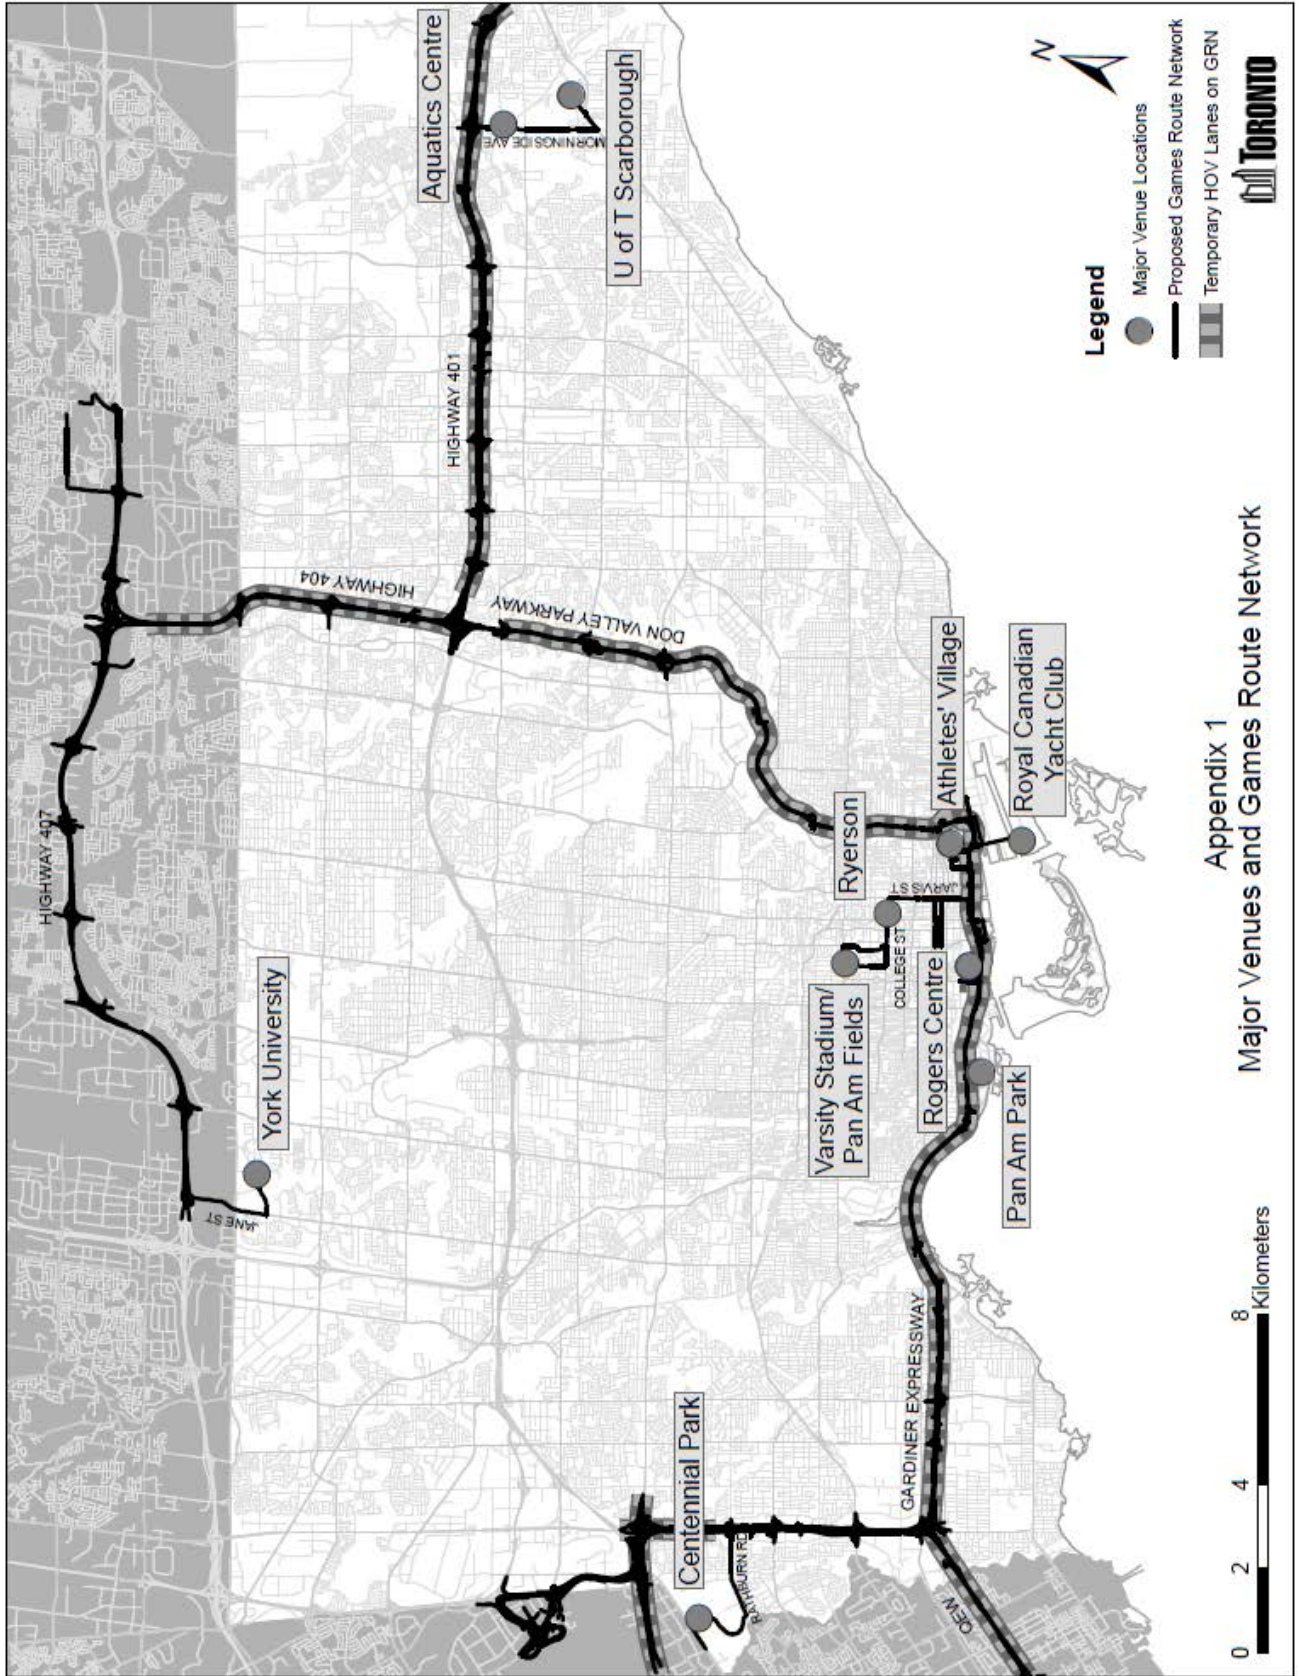 HIGHWAY 407
York University
JANE ST
HIGHWAY 404
HIGHWAY 401
Aquatics Centre
MORNINGSIDE AVE
U of T Scarborough
DON VALLEY PARKWAY
Centennial Park
RATHBURN RD
Varsity Stadium/
Pan Am Fields
Ryerson
COLLEGE ST
JARVIS ST
Athletes' Village
Rogers Centre
Royal Canadian
Yacht Club
Pan Am Park
GARDINER EXPRESSWAY
QEW
N
Legend
Major Venue Locations
Proposed Games Route Network
Temporary HOV Lanes on GRN
0 2 4 8
Kilometers
Appendix 1
Major Venues and Games Route Network
TORONTO